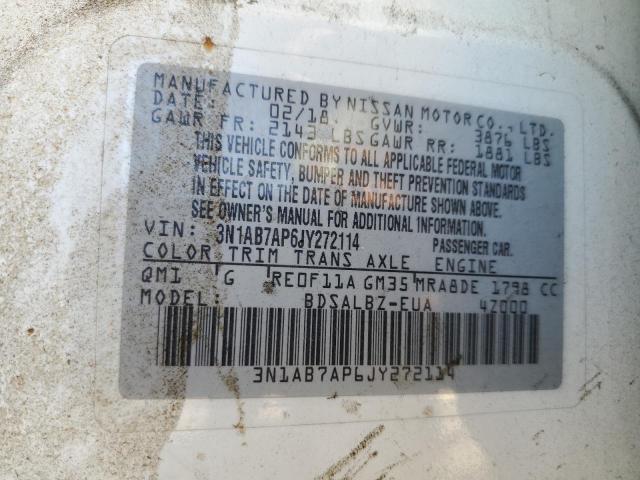 MANUFACTURED BY NISSAN MOTOR CO., LTD.
DATE: 02/18 GVWR: 3876 LBS
GAWR FR: 2143 LBS GAWR RR: 1881 LBS
THIS VEHICLE CONFORMS TO ALL APPLICABLE FEDERAL MOTOR
VEHICLE SAFETY, BUMPER AND THEFT PREVENTION STANDARDS
IN EFFECT ON THE DATE OF MANUFACTURE SHOWN ABOVE.
SEE OWNER'S MANUAL FOR ADDITIONAL INFORMATION.
VIN: 3N1AB7AP6JY272114 PASSENGER CAR.
COLOR TRIM TRANS AXLE ENGINE
QM1 G RE0F11A GM35 MRA8DE 1798 CC
MODEL: BDSALBZ-EUA 4Z000
3N1AB7AP6JY272114